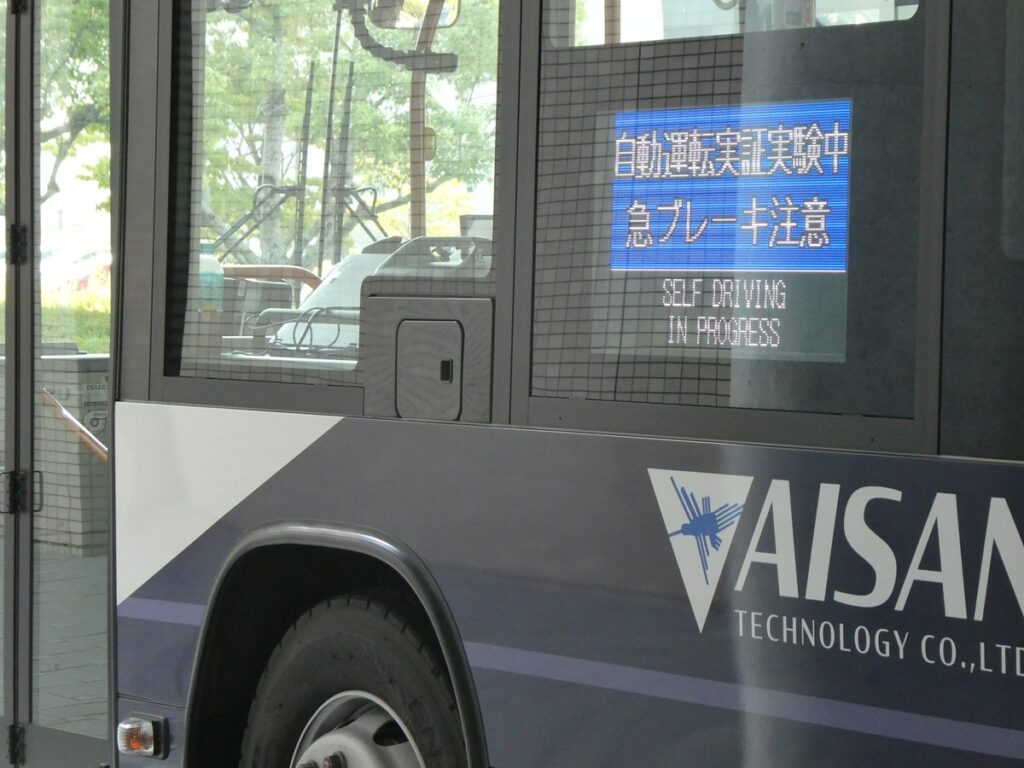 自動運転実証実験中
急ブレーキ注意
SELF DRIVING
IN PROGRESS
ISUZU
AISAN
TECHNOLOGY CO.,LTD